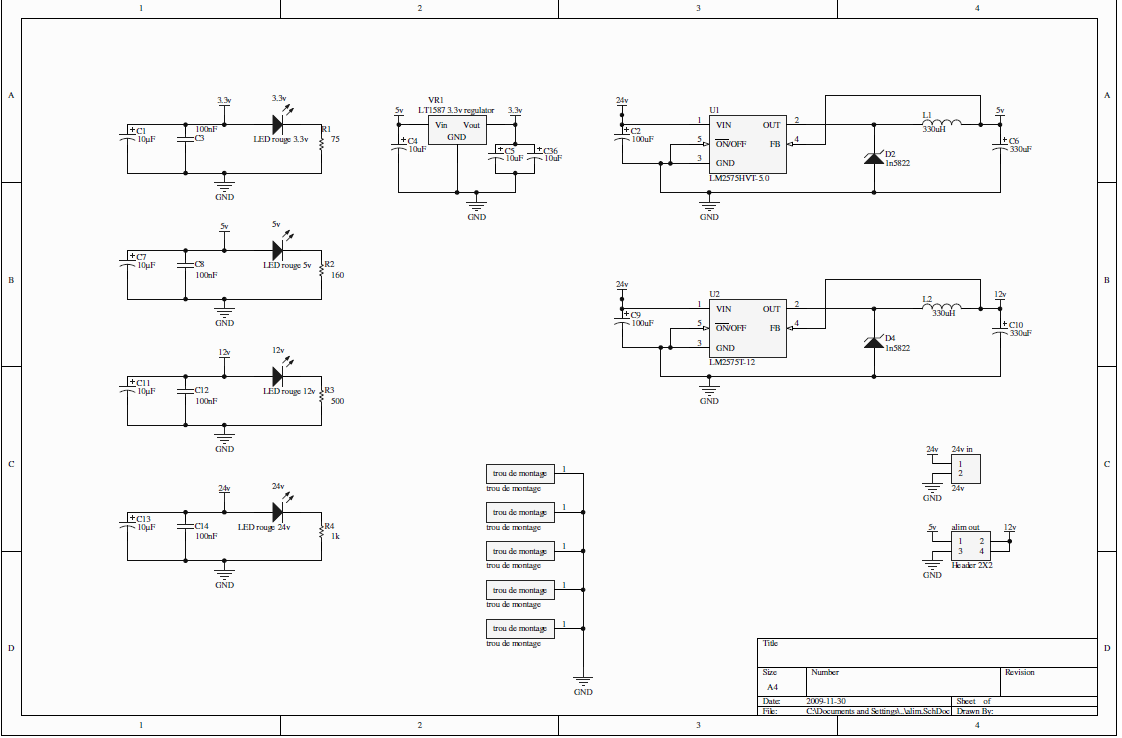 1 2 3 4
A A
B B
C C
D D
1 2 3 4
3.3v
3.3v
C1
10µF
100nF
C3
LED rouge 3.3v
R1
75
GND
5v
5v
C7
10µF
C8
100nF
LED rouge 5v
R2
160
GND
12v
12v
C11
10µF
C12
100nF
LED rouge 12v
R3
500
GND
24v
24v
C13
10µF
C14
100nF
LED rouge 24v
R4
1k
GND
VR1
LT1587 3.3v regulator
5v
3.3v
Vin Vout
GND
C4
10uF
C5
10uF
C36
10uF
GND
24v
U1
C2
100uF
1 VIN OUT 2
5 ON/OFF FB 4
3 GND
LM2575HVT-5.0
L1
330uH
5v
D2
1n5822
C6
330uF
GND
24v
U2
C9
100uF
1 VIN OUT 2
5 ON/OFF FB 4
3 GND
LM2575T-12
L2
330uH
12v
D4
1n5822
C10
330uF
GND
trou de montage 1
trou de montage
trou de montage 1
trou de montage
trou de montage 1
trou de montage
trou de montage 1
trou de montage
trou de montage 1
trou de montage
GND
24v
24v in
1
2
24v
GND
5v
alim out
12v
1 2
3 4
Header 2X2
GND
Title
Size Number Revision
A4
Date: 2009-11-30 Sheet of
File: C:\Documents and Settings\..\alim.SchDoc Drawn By: